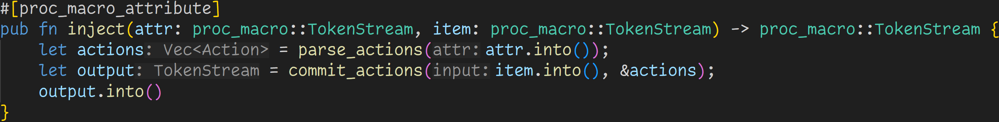 #[proc_macro_attribute]
pub fn inject(attr: proc_macro::TokenStream, item: proc_macro::TokenStream) -> proc_macro::TokenStream {
    let actions: Vec<Action> = parse_actions(attr: attr.into());
    let output: TokenStream = commit_actions(input: item.into(), &actions);
    output.into()
}